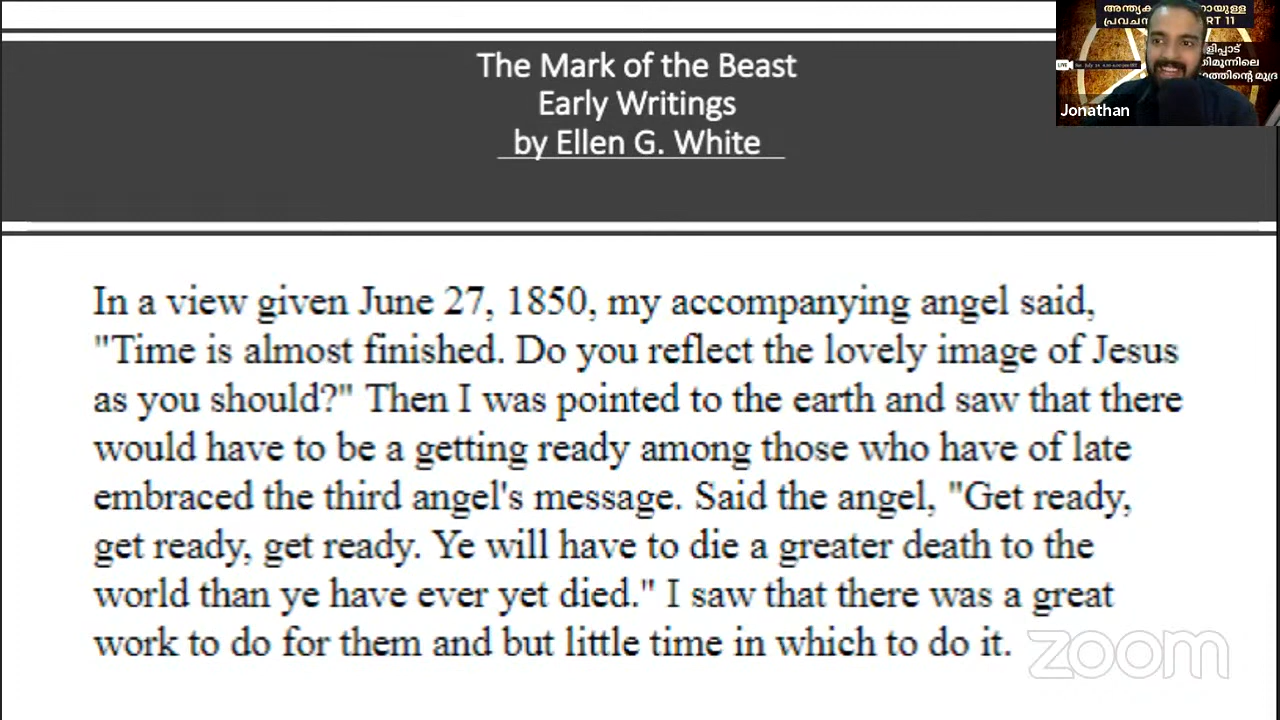 The Mark of the Beast
Early Writings
by Ellen G. White
In a view given June 27, 1850, my accompanying angel said,
"Time is almost finished. Do you reflect the lovely image of Jesus
as you should?" Then I was pointed to the earth and saw that there
would have to be a getting ready among those who have of late
embraced the third angel's message. Said the angel, "Get ready,
get ready, get ready. Ye will have to die a greater death to the
world than ye have ever yet died." I saw that there was a great
work to do for them and but little time in which to do it.
zoom
RT 11
LIVE
Jonathan